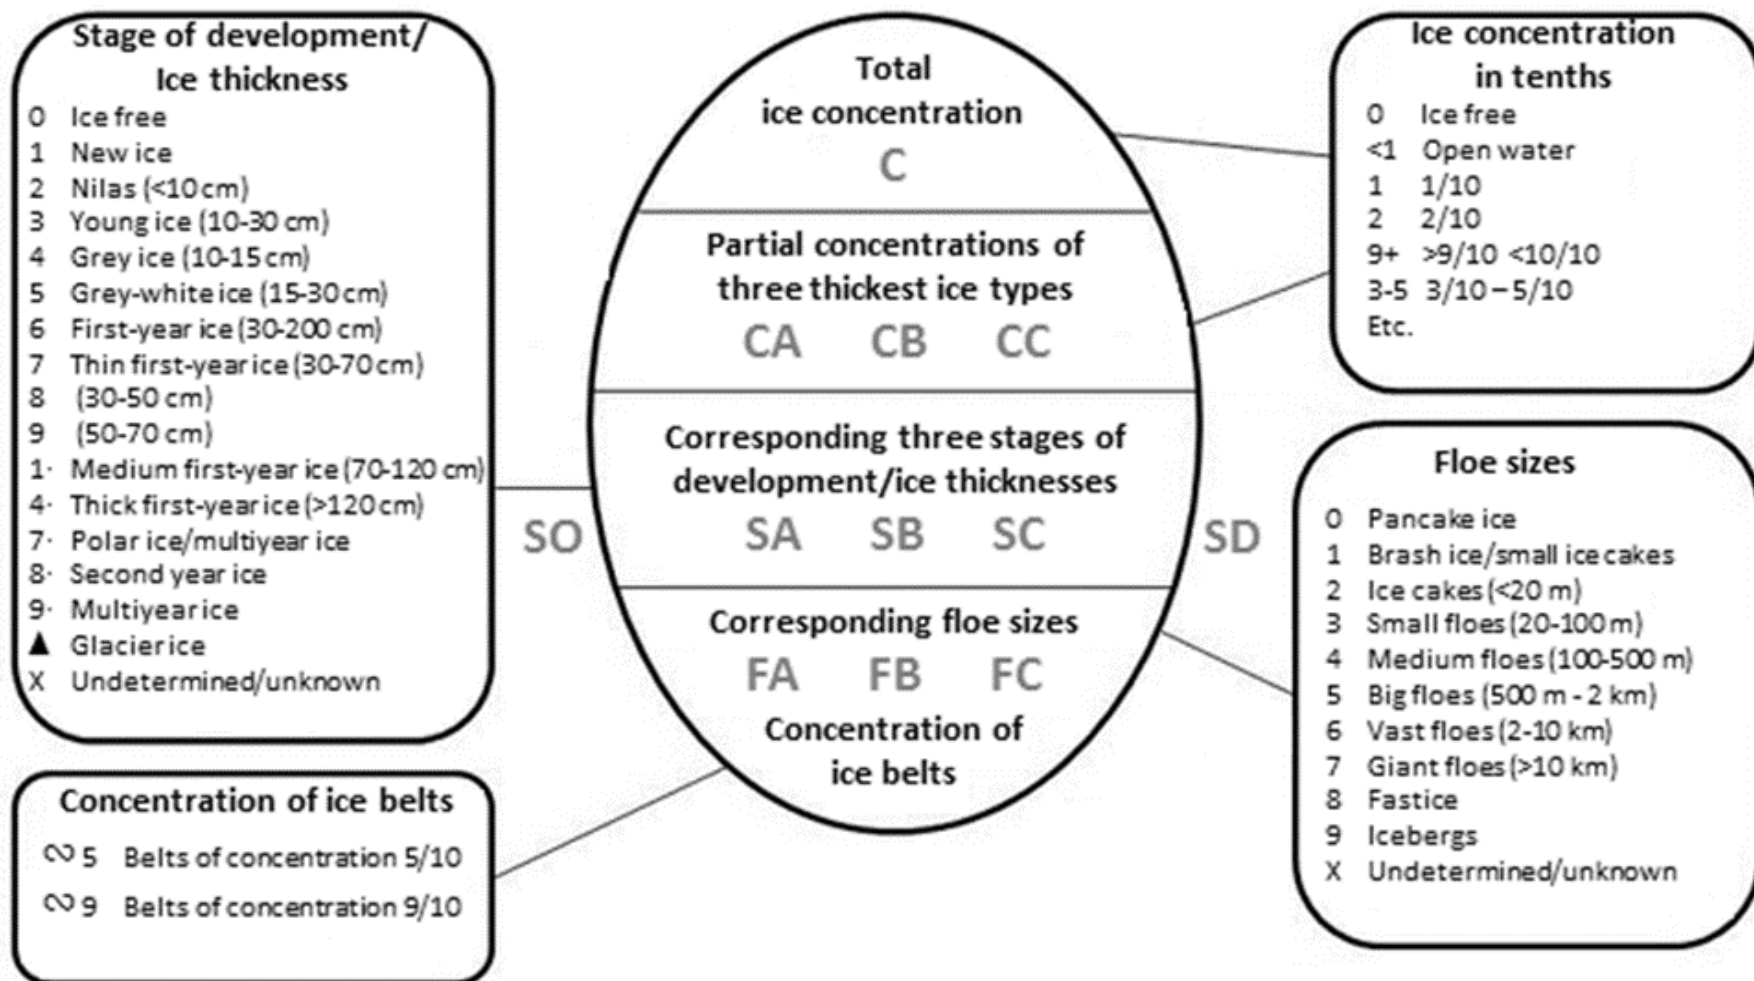 Stage of development/
Ice thickness
0 Ice free
1 New ice
2 Nilas (<10 cm)
3 Young ice (10-30 cm)
4 Grey ice (10-15 cm)
5 Grey-white ice (15-30 cm)
6 First-year ice (30-200 cm)
7 Thin first-year ice (30-70 cm)
8 (30-50 cm)
9 (50-70 cm)
1· Medium first-year ice (70-120 cm)
4· Thick first-year ice (>120 cm)
7· Polar ice/multiyear ice
8· Second year ice
9· Multiyear ice
▲ Glacier ice
X Undetermined/unknown
Concentration of ice belts
∾ 5 Belts of concentration 5/10
∾ 9 Belts of concentration 9/10
Total
ice concentration
C
Partial concentrations of
three thickest ice types
CA CB CC
Corresponding three stages of
development/ice thicknesses
SO SA SB SC SD
Corresponding floe sizes
FA FB FC
Concentration of
ice belts
Ice concentration
in tenths
0 Ice free
<1 Open water
1 1/10
2 2/10
9+ >9/10 <10/10
3-5 3/10 – 5/10
Etc.
Floe sizes
0 Pancake ice
1 Brash ice/small ice cakes
2 Ice cakes (<20 m)
3 Small floes (20-100 m)
4 Medium floes (100-500 m)
5 Big floes (500 m - 2 km)
6 Vast floes (2-10 km)
7 Giant floes (>10 km)
8 Fastice
9 Icebergs
X Undetermined/unknown